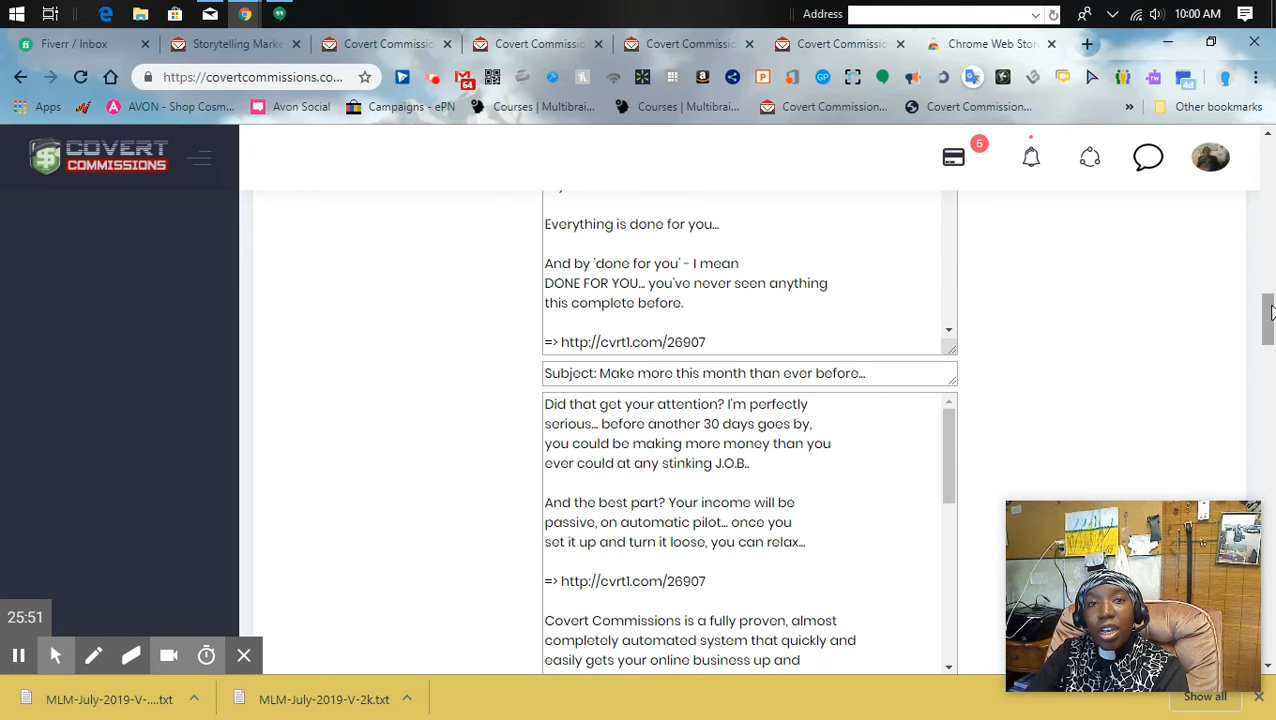 Address
10:00 AM
Fiverr / Inbox
Storytelling Marke
Covert Commissio
Covert Commissio
Covert Commissio
Covert Commissio
Chrome Web Stor
https://covertcommissions.co...
64
GP
P
rw
4d
Apps
AVON - Shop Cosm...
Avon Social
Campaigns - ePN
Courses | Multibrai...
Courses | Multibrai...
Covert Commission...
Covert Commission...
Other bookmarks
COVERT
COMMISSIONS
5
Everything is done for you...
And by 'done for you' - I mean
DONE FOR YOU... you've never seen anything
this complete before.
=> http://cvrt1.com/26907
Subject: Make more this month than ever before...
Did that get your attention? I'm perfectly
serious... before another 30 days goes by,
you could be making more money than you
ever could at any stinking J.O.B..
And the best part? Your income will be
passive, on automatic pilot... once you
set it up and turn it loose, you can relax...
=> http://cvrt1.com/26907
Covert Commissions is a fully proven, almost
completely automated system that quickly and
easily gets your online business up and
25:51
MLM-July-2019-V-....txt
MLM-July-2019-V-2k.txt
Show all